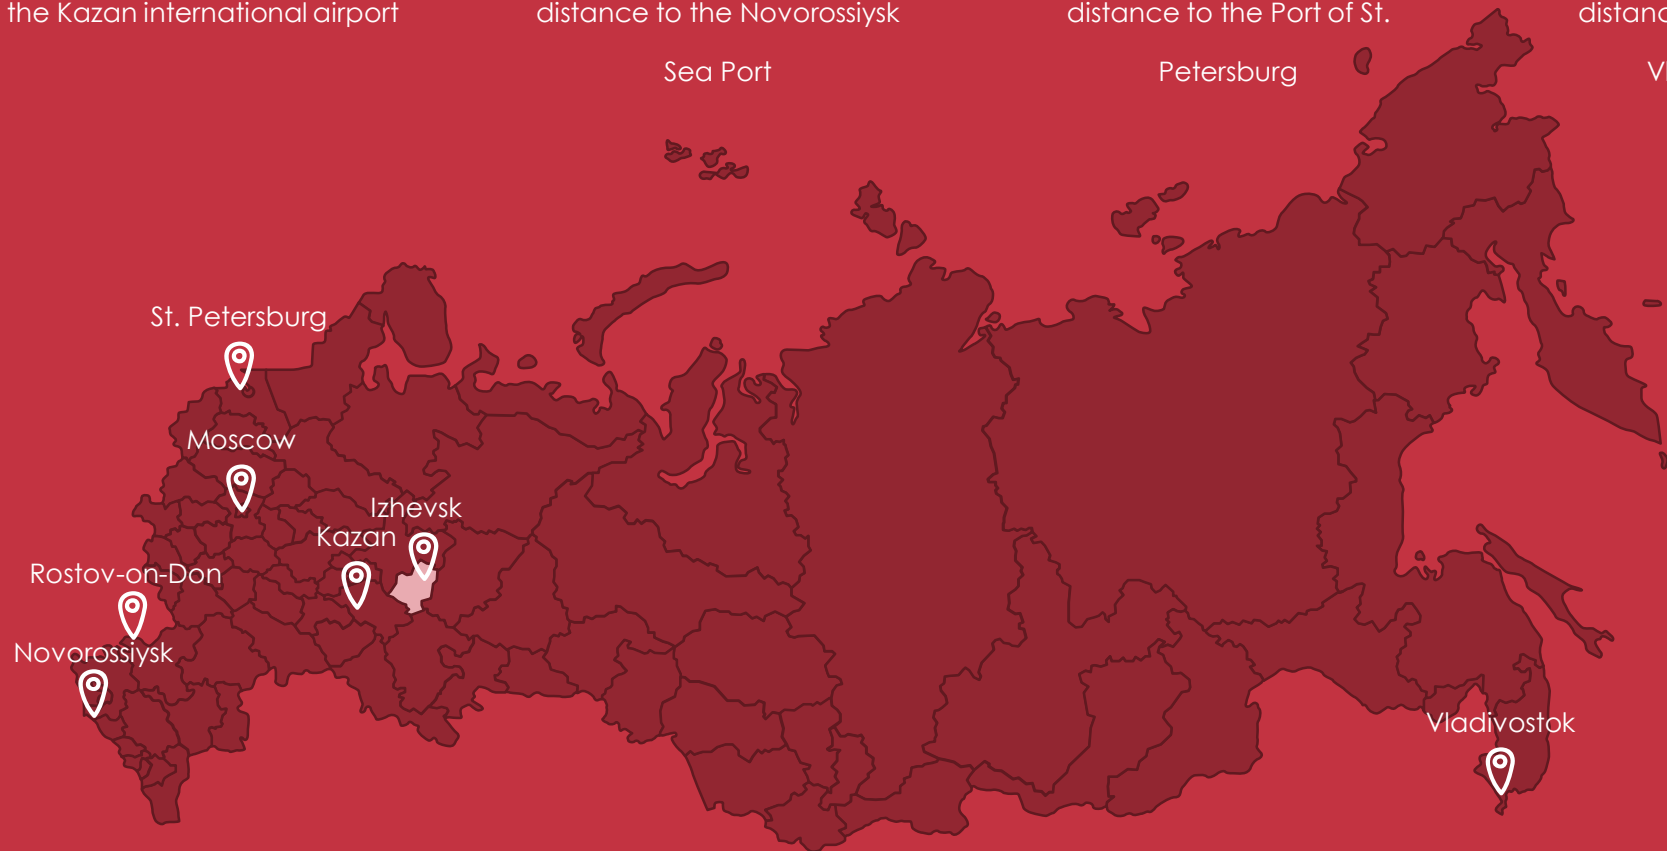 the Kazan international airport
distance to the Novorossiysk
Sea Port
distance to the Port of St.
Petersburg
St. Petersburg
Moscow
Izhevsk
Kazan
Rostov-on-Don
Novorossiysk
Vladivostok